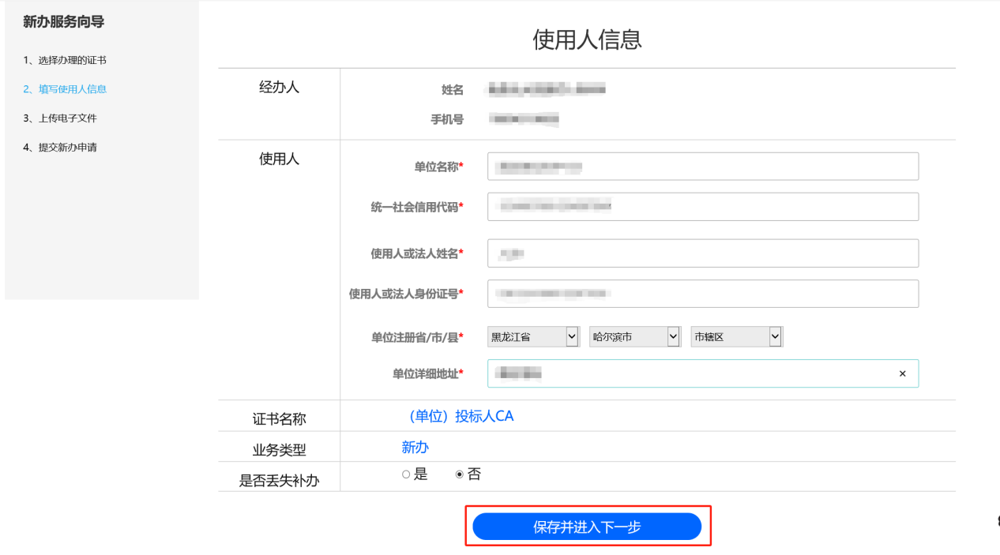 新办服务向导
1、选择办理的证书
2、填写使用人信息
3、上传电子文件
4、提交新办申请
使用人信息
经办人
姓名
手机号
使用人
单位名称*
统一社会信用代码*
使用人或法人姓名*
使用人或法人身份证号*
单位注册省/市/县* 黑龙江省 哈尔滨市 市辖区
单位详细地址* ×
证书名称 （单位）投标人CA
业务类型 新办
是否丢失补办 是 否
保存并进入下一步